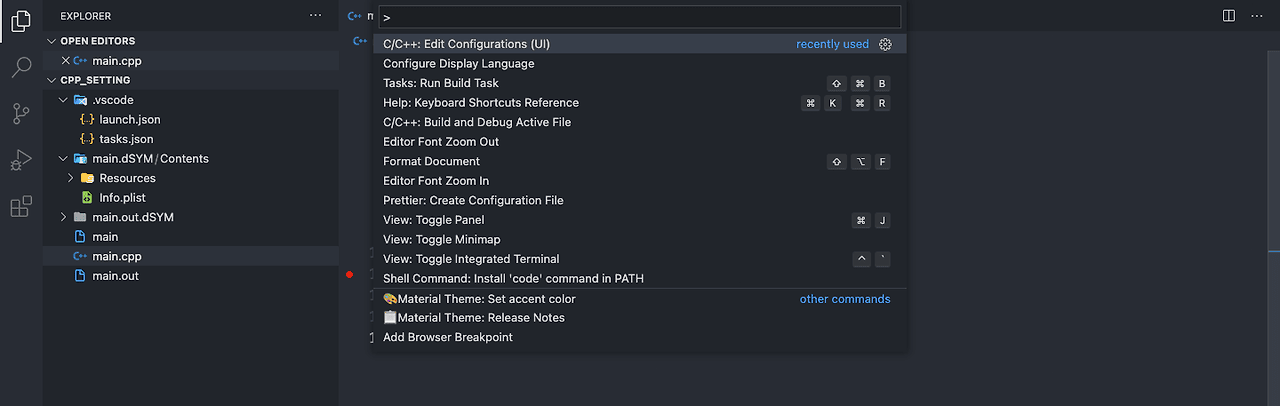 EXPLORER
OPEN EDITORS
main.cpp
CPP_SETTING
.vscode
launch.json
tasks.json
main.dSYM / Contents
Resources
Info.plist
main.out.dSYM
main
main.cpp
main.out
>
C/C++: Edit Configurations (UI) recently used
Configure Display Language
Tasks: Run Build Task ⇧ ⌘ B
Help: Keyboard Shortcuts Reference ⌘ K ⌘ R
C/C++: Build and Debug Active File
Editor Font Zoom Out
Format Document ⇧ ⌥ F
Editor Font Zoom In
Prettier: Create Configuration File
View: Toggle Panel ⌘ J
View: Toggle Minimap
View: Toggle Integrated Terminal ^ `
Shell Command: Install 'code' command in PATH
🎨Material Theme: Set accent color other commands
📋Material Theme: Release Notes
Add Browser Breakpoint